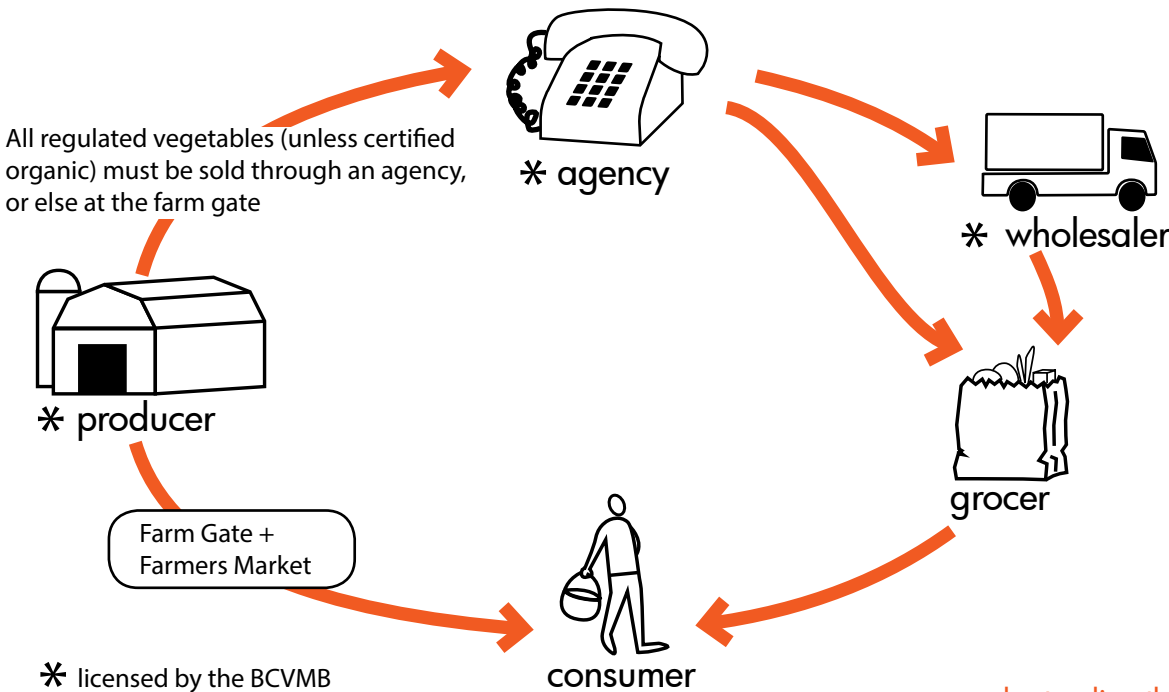 All regulated vegetables (unless certified
organic) must be sold through an agency,
or else at the farm gate
* agency
* wholesaler
* producer
grocer
Farm Gate +
Farmers Market
consumer
* licensed by the BCVMB